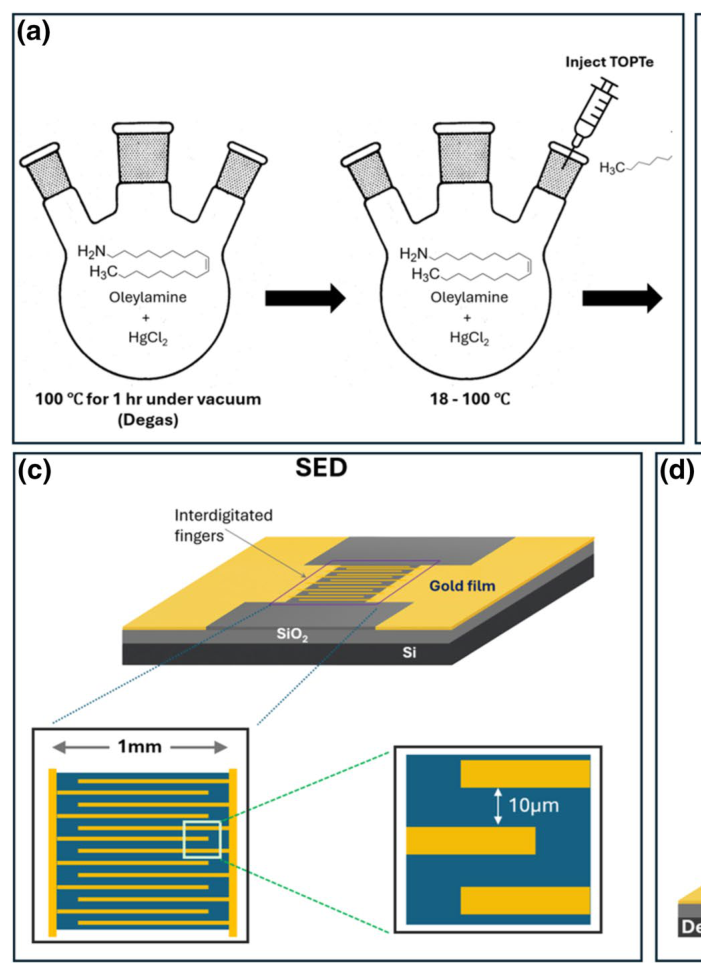 (a)
Inject TOPTe
H₃C
H₂N
H₃C
Oleylamine
+
HgCl₂
100 ℃ for 1 hr under vacuum
(Degas)
H₂N
H₃C
Oleylamine
+
HgCl₂
18 - 100 ℃
(c)
SED
Interdigitated
fingers
Gold film
SiO₂
Si
1mm
10µm
(d)